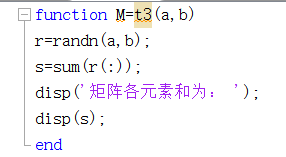 function M=t3(a,b)
r=randn(a,b);
s=sum(r(:));
disp('矩阵各元素和为: ');
disp(s);
end